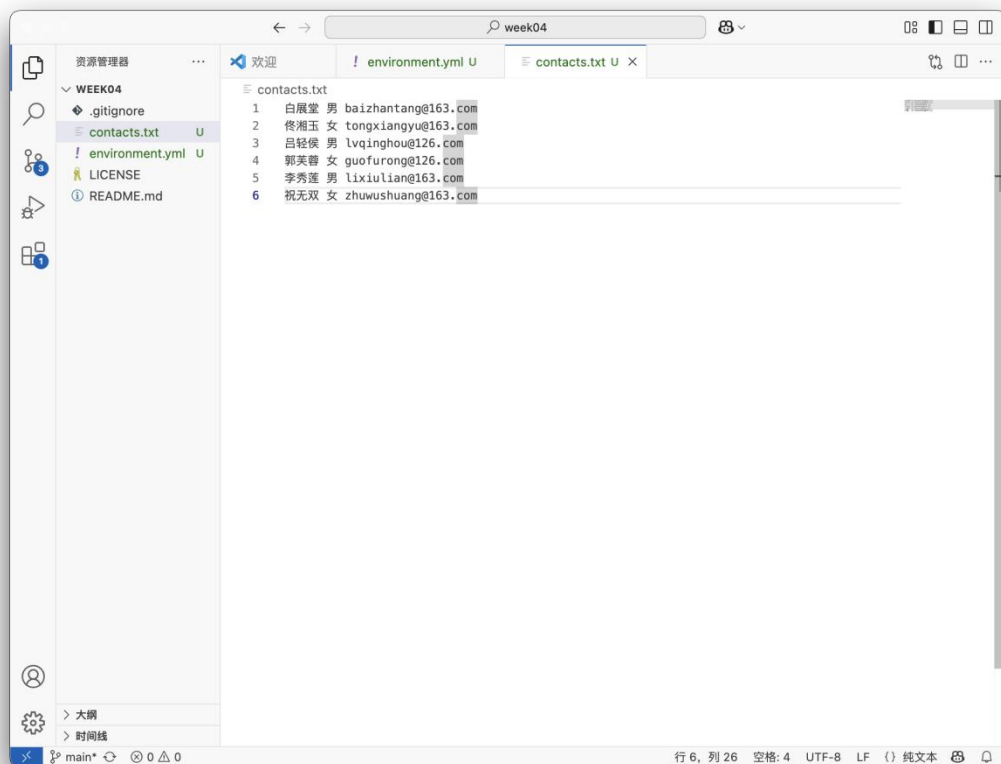 week04
资源管理器 ···
欢迎
! environment.yml U
contacts.txt U ×
WEEK04
.gitignore
contacts.txt U
! environment.yml U
LICENSE
README.md
contacts.txt
1 白展堂 男 baizhantang@163.com
2 佟湘玉 女 tongxiangyu@163.com
3 吕轻侯 男 lvqinghou@126.com
4 郭芙蓉 女 guofurong@126.com
5 李秀莲 男 lixiulian@163.com
6 祝无双 女 zhuwushuang@163.com
3
1
大纲
时间线
main* 0 0
行 6, 列 26 空格: 4 UTF-8 LF {} 纯文本